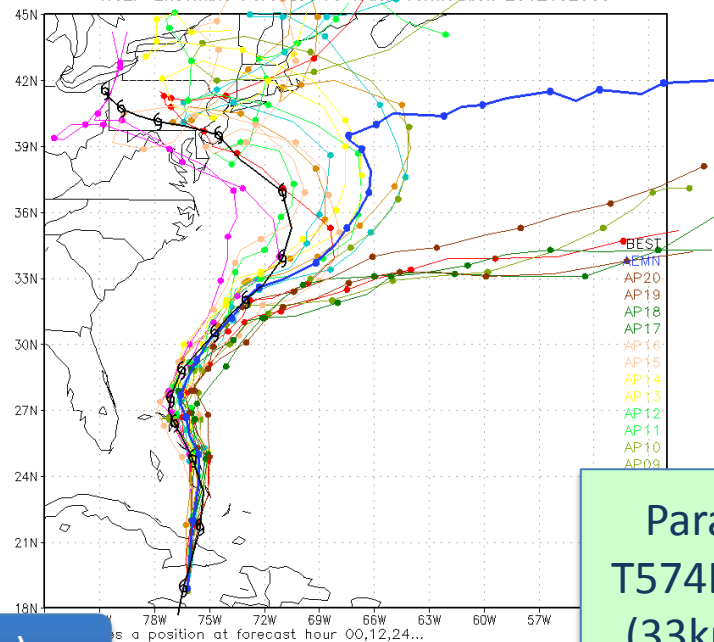 45N
42N
39N
36N
33N
30N
27N
24N
21N
18N
78W 75W 72W 69W 66W 63W 60W 57W
BEST
AEMN
AP20
AP19
AP18
AP17
AP16
AP15
AP14
AP13
AP12
AP11
AP10
AP09
Para
T574
(33k
es a position at forecast hour 00,12,24...